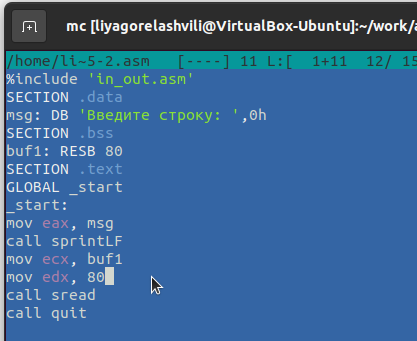 mc [liyagorelashvili@VirtualBox-Ubuntu]:~/work/
/home/li~5-2.asm [----] 11 L:[ 1+11 12/ 15
%include 'in_out.asm'
SECTION .data
msg: DB 'Введите строку: ',0h
SECTION .bss
buf1: RESB 80
SECTION .text
GLOBAL _start
_start:
mov eax, msg
call sprintLF
mov ecx, buf1
mov edx, 80
call sread
call quit